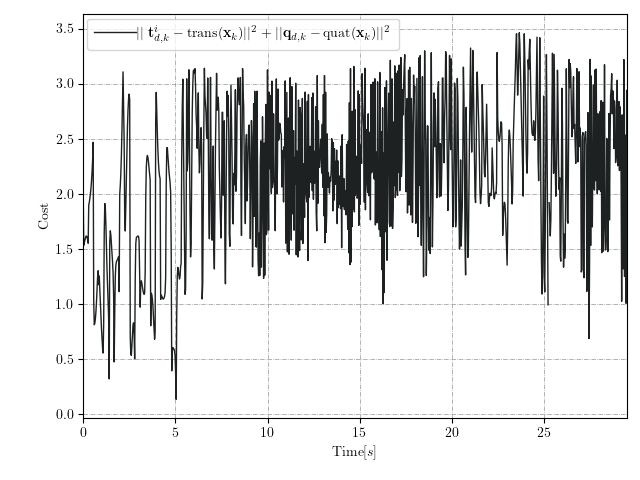 || t^i_{d,k} − trans(x_k)||² + ||q_{d,k} − quat(x_k)||²
3.5
3.0
2.5
2.0
1.5
1.0
0.5
0.0
Cost
0 5 10 15 20 25
Time[s]